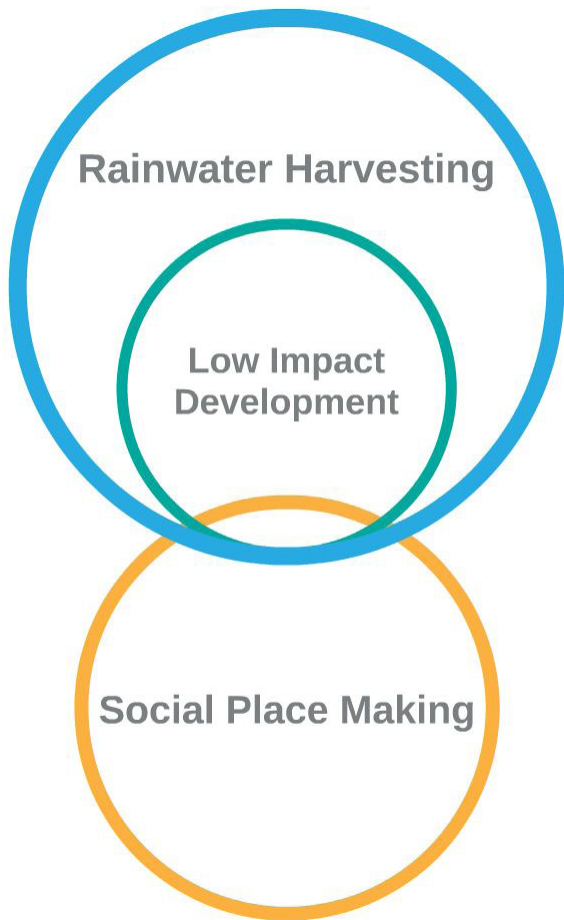 Rainwater Harvesting
Low Impact
Development
Social Place Making